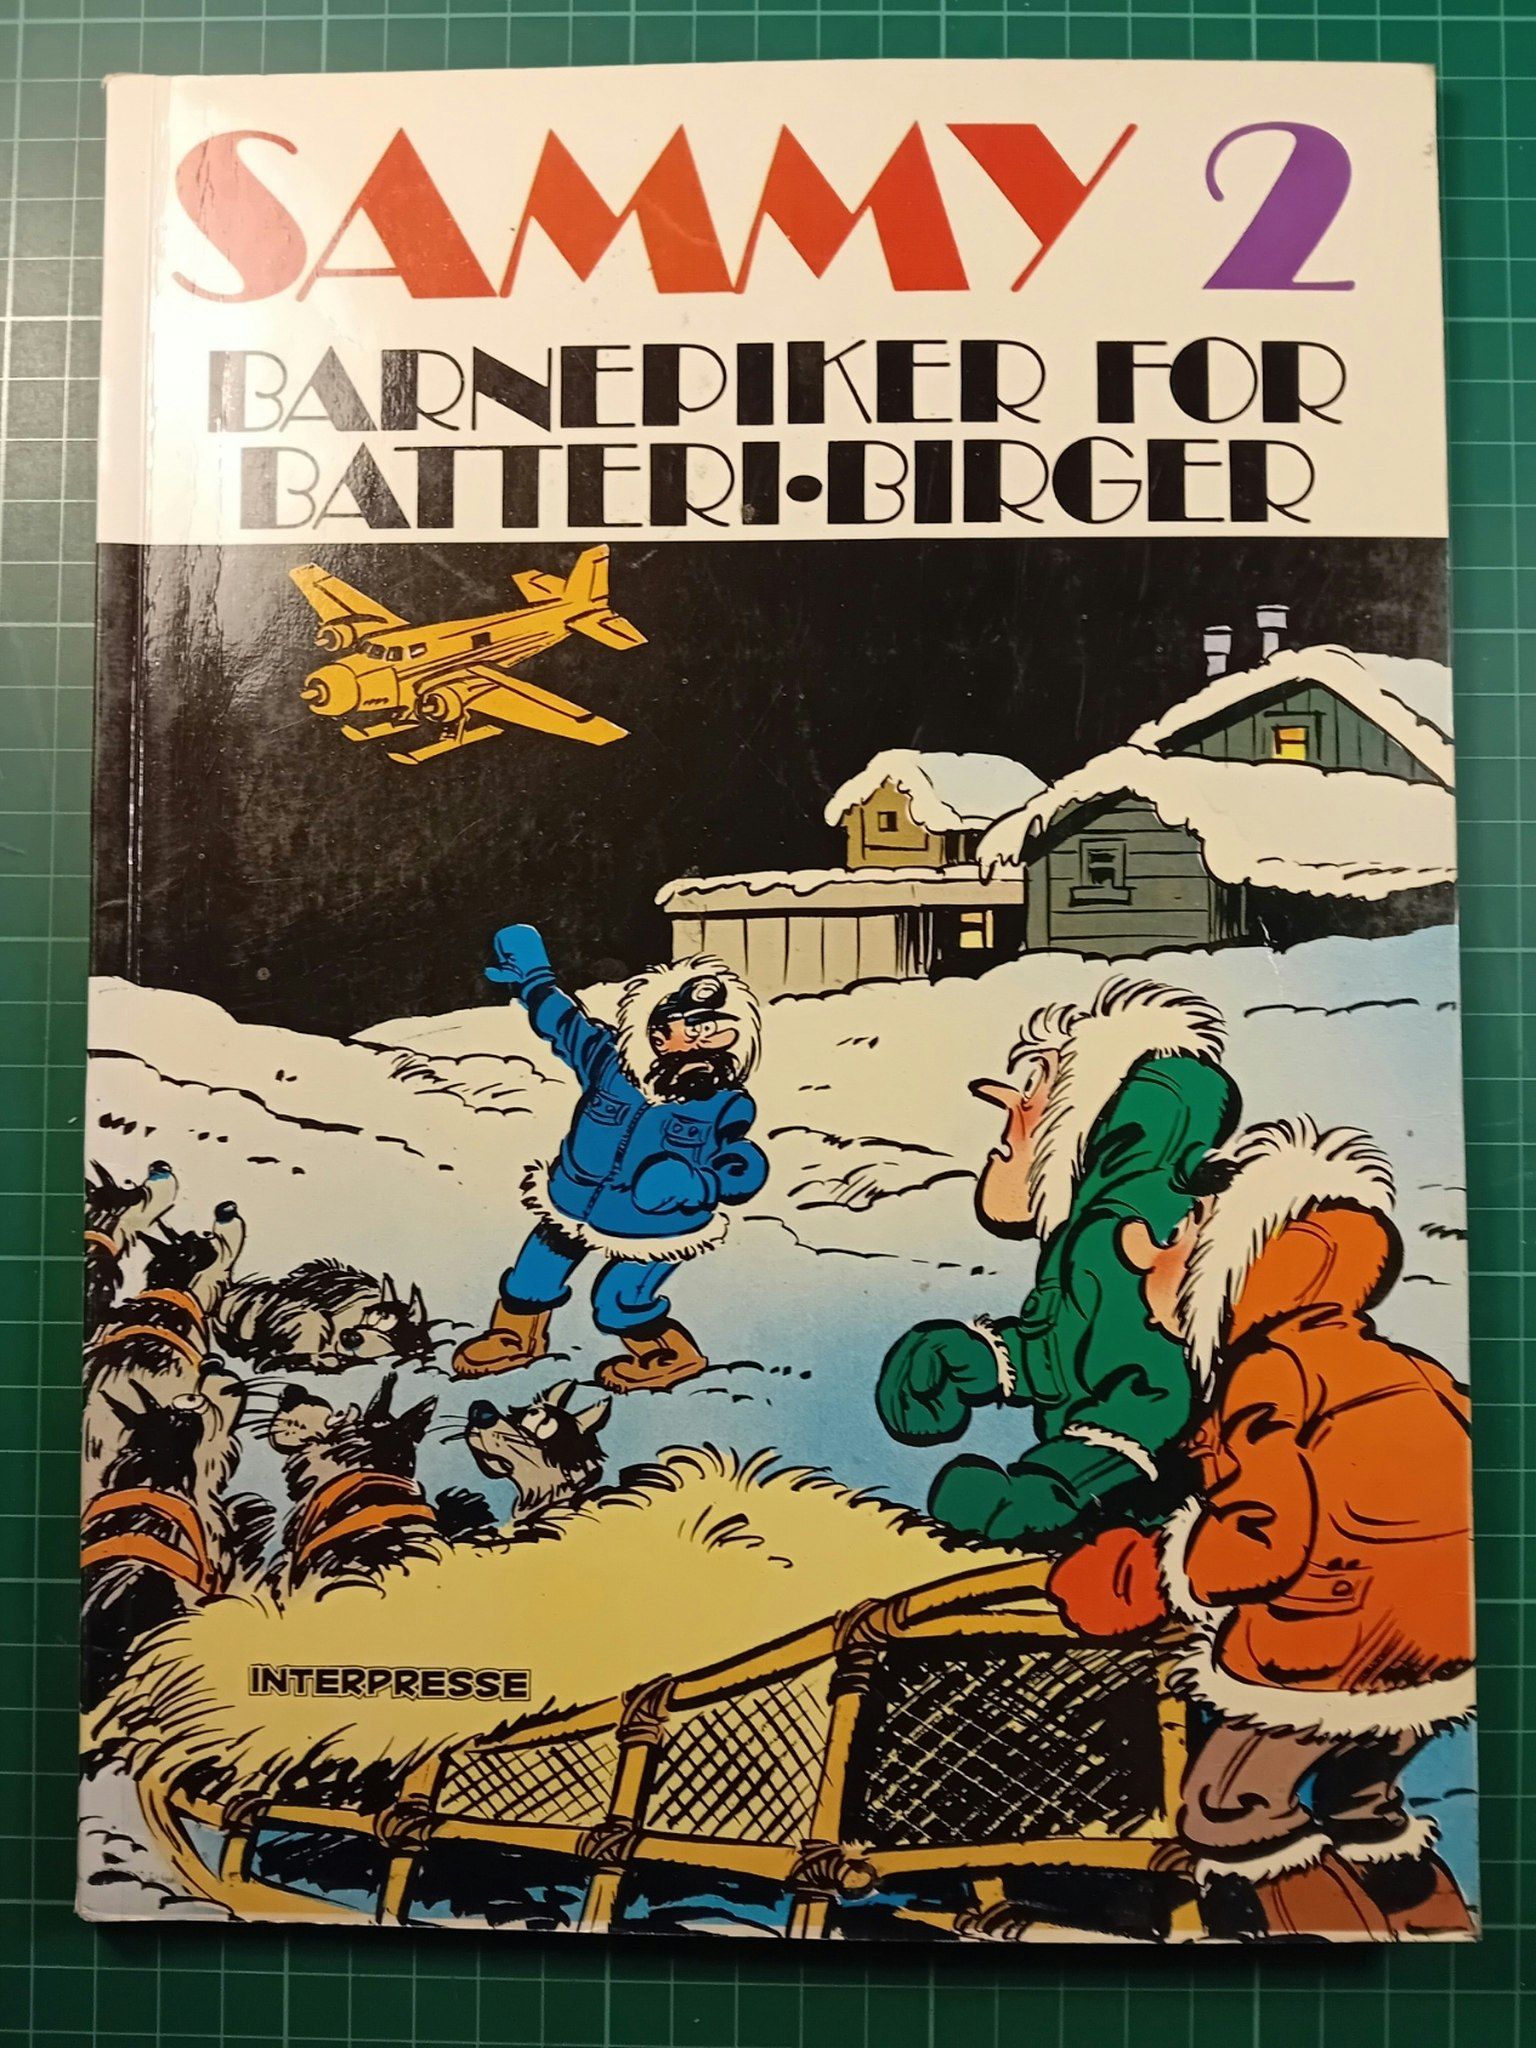 SAMMY 2
BARNEPIKER FOR
BATTERI•BIRGER
INTERPRESSE